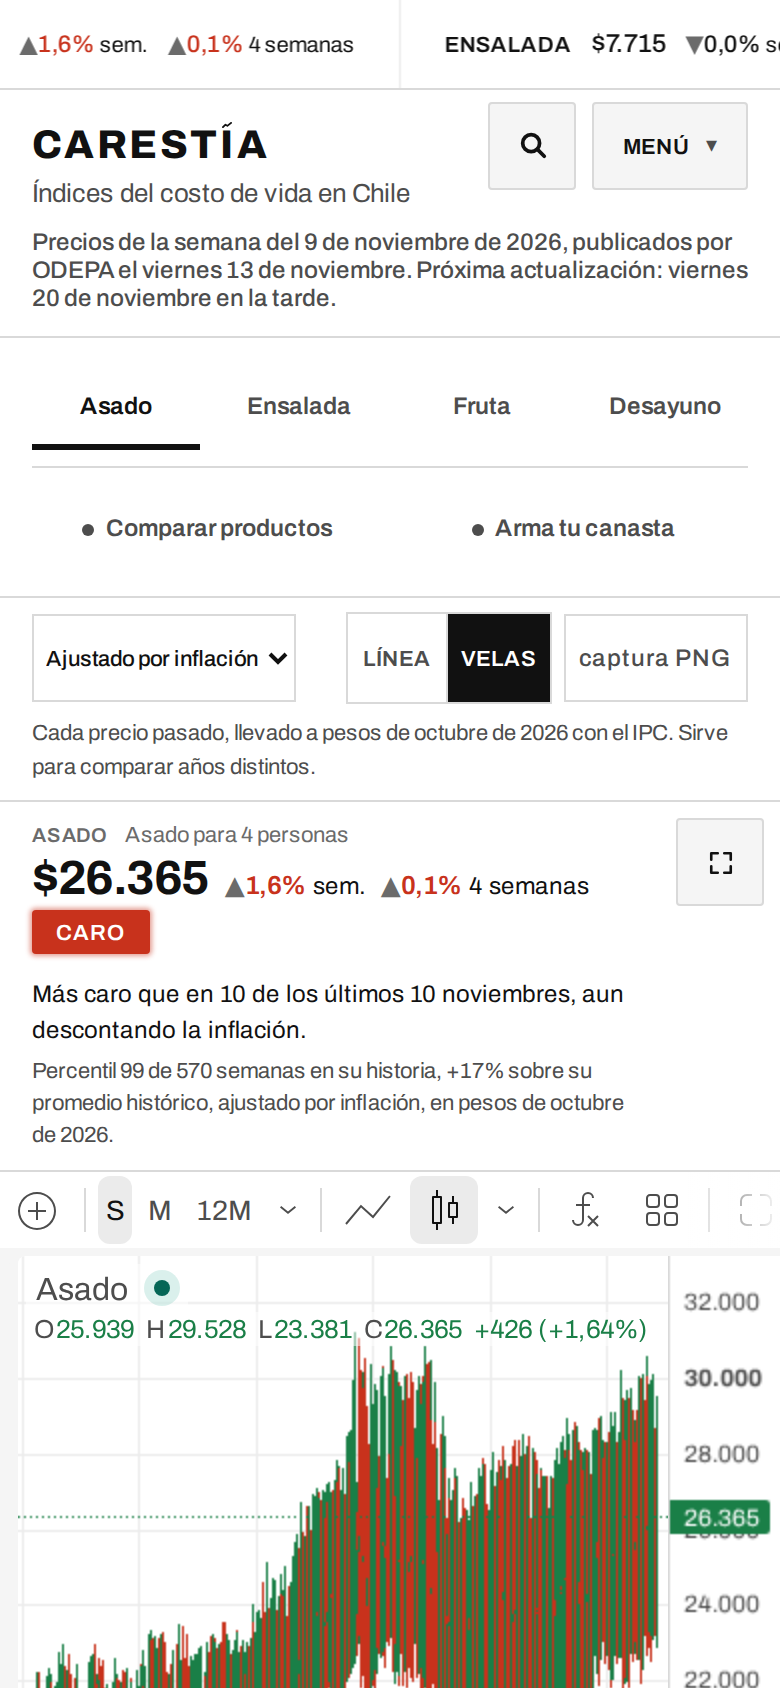 ▲1,6% sem. ▲0,1% 4 semanas ENSALADA $7.715 ▼0,0%
CARESTÍA
Índices del costo de vida en Chile
MENÚ ▼
Precios de la semana del 9 de noviembre de 2026, publicados por
ODEPA el viernes 13 de noviembre. Próxima actualización: viernes
20 de noviembre en la tarde.
Asado Ensalada Fruta Desayuno
Comparar productos Arma tu canasta
Ajustado por inflación LÍNEA VELAS captura PNG
Cada precio pasado, llevado a pesos de octubre de 2026 con el IPC. Sirve
para comparar años distintos.
ASADO Asado para 4 personas
$26.365 ▲1,6% sem. ▲0,1% 4 semanas
CARO
Más caro que en 10 de los últimos 10 noviembres, aun
descontando la inflación.
Percentil 99 de 570 semanas en su historia, +17% sobre su
promedio histórico, ajustado por inflación, en pesos de octubre
de 2026.
S M 12M
Asado
O25.939 H29.528 L23.381 C26.365 +426 (+1,64%)
32.000
30.000
28.000
26.365
24.000
22.000